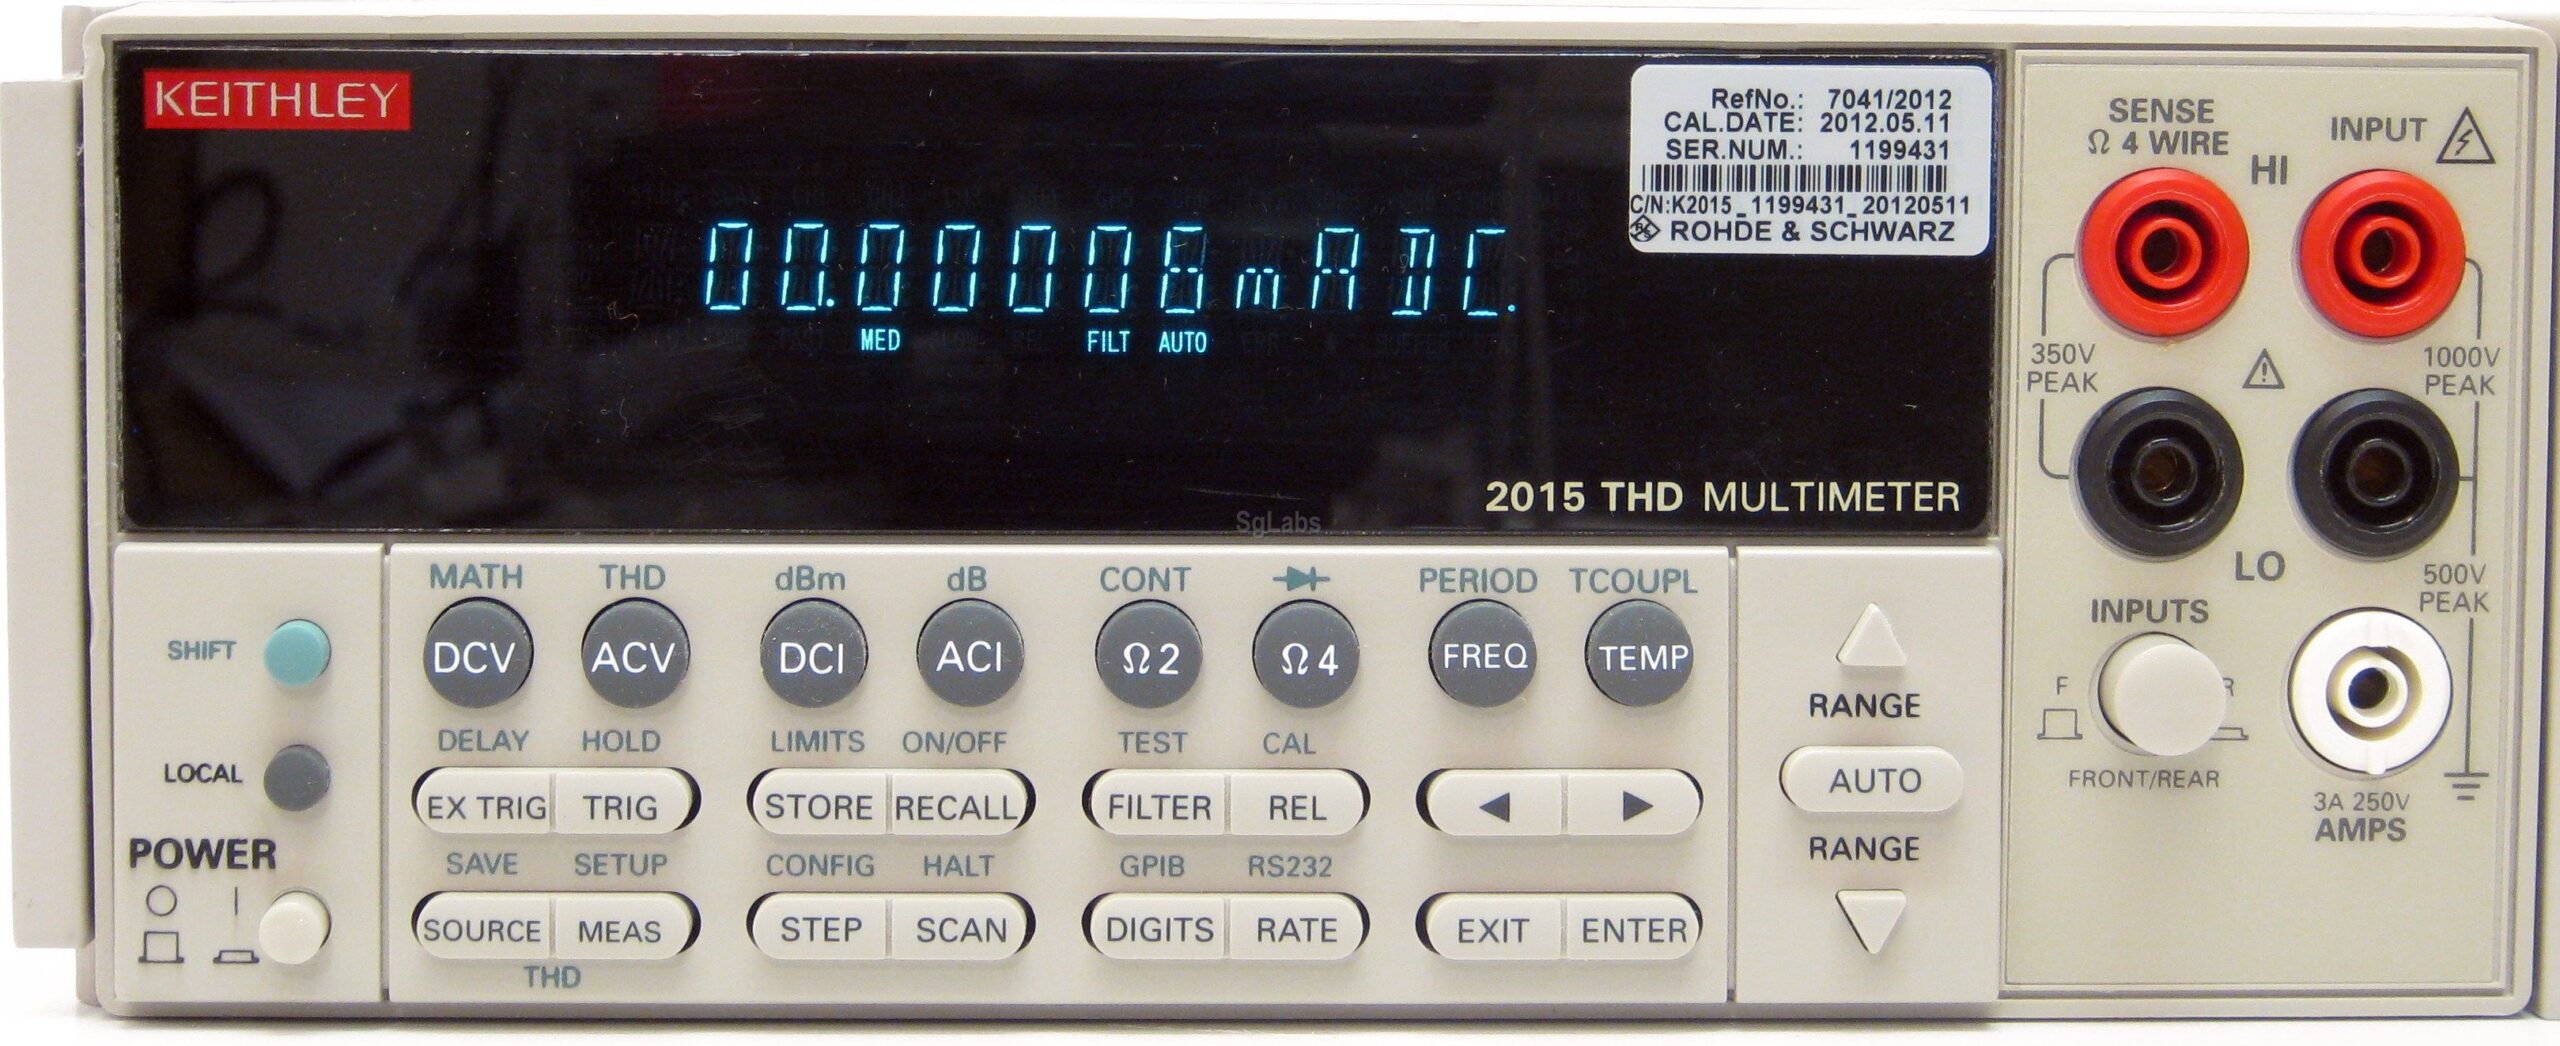 KEITHLEY
RefNo.: 7041/2012
CAL.DATE: 2012.05.11
SER.NUM.: 1199431
C/N:K2015_1199431_20120511
ROHDE & SCHWARZ
00.000006mADC.
MED FILT AUTO
2015 THD MULTIMETER
SgLabs
SENSE
Ω 4 WIRE
INPUT
HI
350V
PEAK
1000V
PEAK
LO
500V
PEAK
INPUTS
F R
FRONT/REAR
3A 250V
AMPS
SHIFT
LOCAL
POWER
MATH THD dBm dB CONT PERIOD TCOUPL
DCV ACV DCI ACI Ω2 Ω4 FREQ TEMP
DELAY HOLD LIMITS ON/OFF TEST CAL
EX TRIG TRIG STORE RECALL FILTER REL
SAVE SETUP CONFIG HALT GPIB RS232
SOURCE MEAS STEP SCAN DIGITS RATE EXIT ENTER
THD
RANGE
AUTO
RANGE